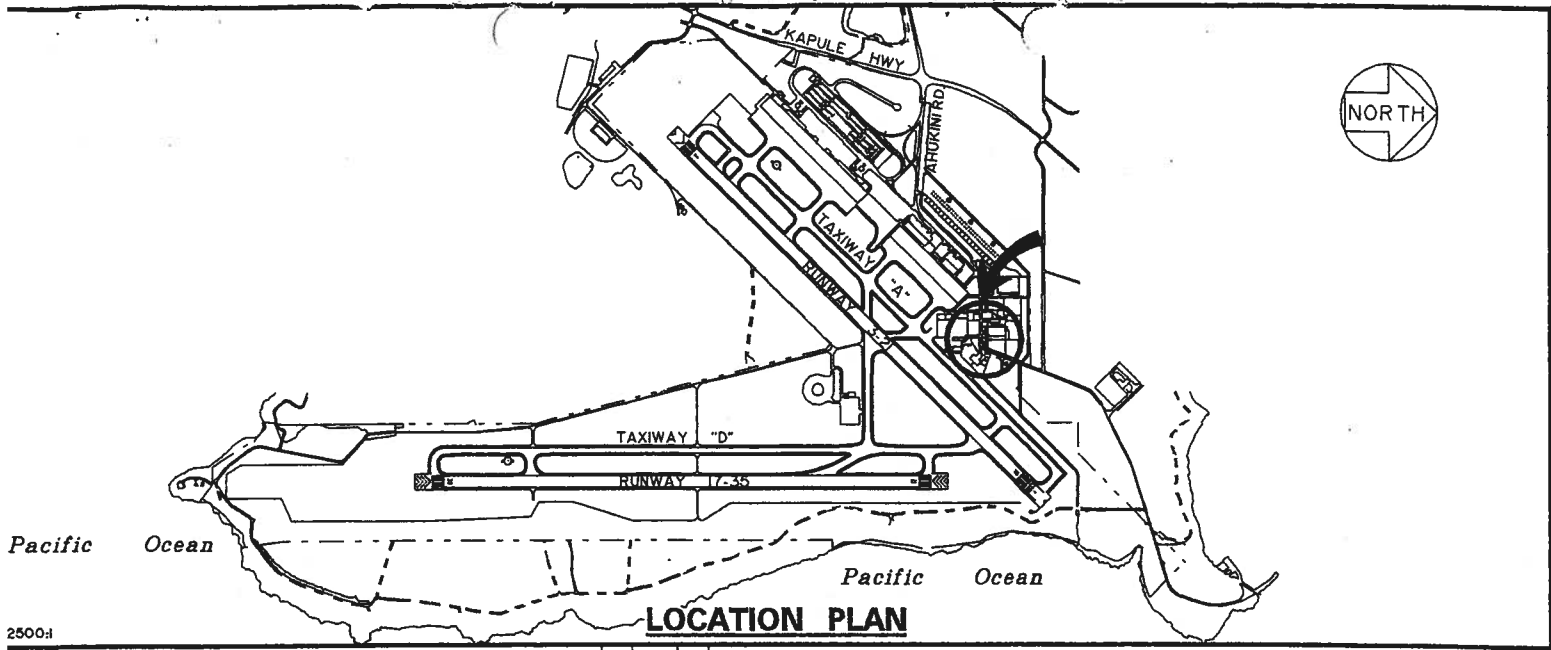 KAPULE HWY
AHUKINI RD.
NORTH
TAXIWAY
"A"
RUNWAY
TAXIWAY "D"
RUNWAY 17-35
Pacific Ocean
Pacific Ocean
LOCATION PLAN
2500:1